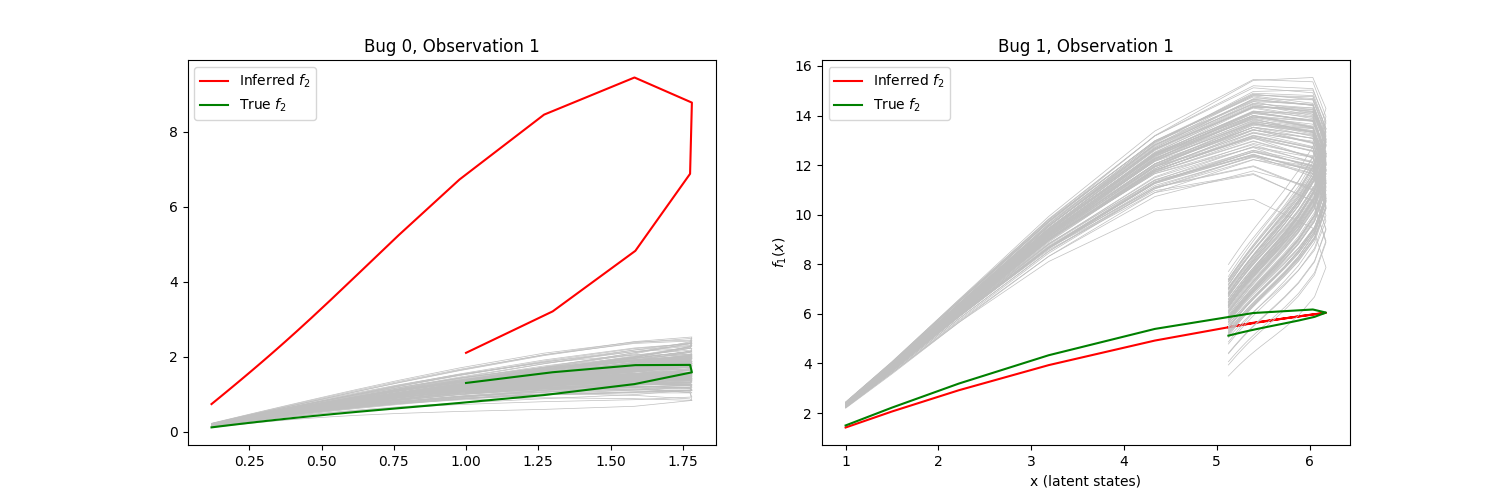 Bug 0, Observation 1
Inferred f₂
True f₂
8
6
4
2
0
0.25 0.50 0.75 1.00 1.25 1.50 1.75
Bug 1, Observation 1
Inferred f₂
True f₂
16
14
12
10
8
6
4
2
f₁(x)
1 2 3 4 5 6
x (latent states)